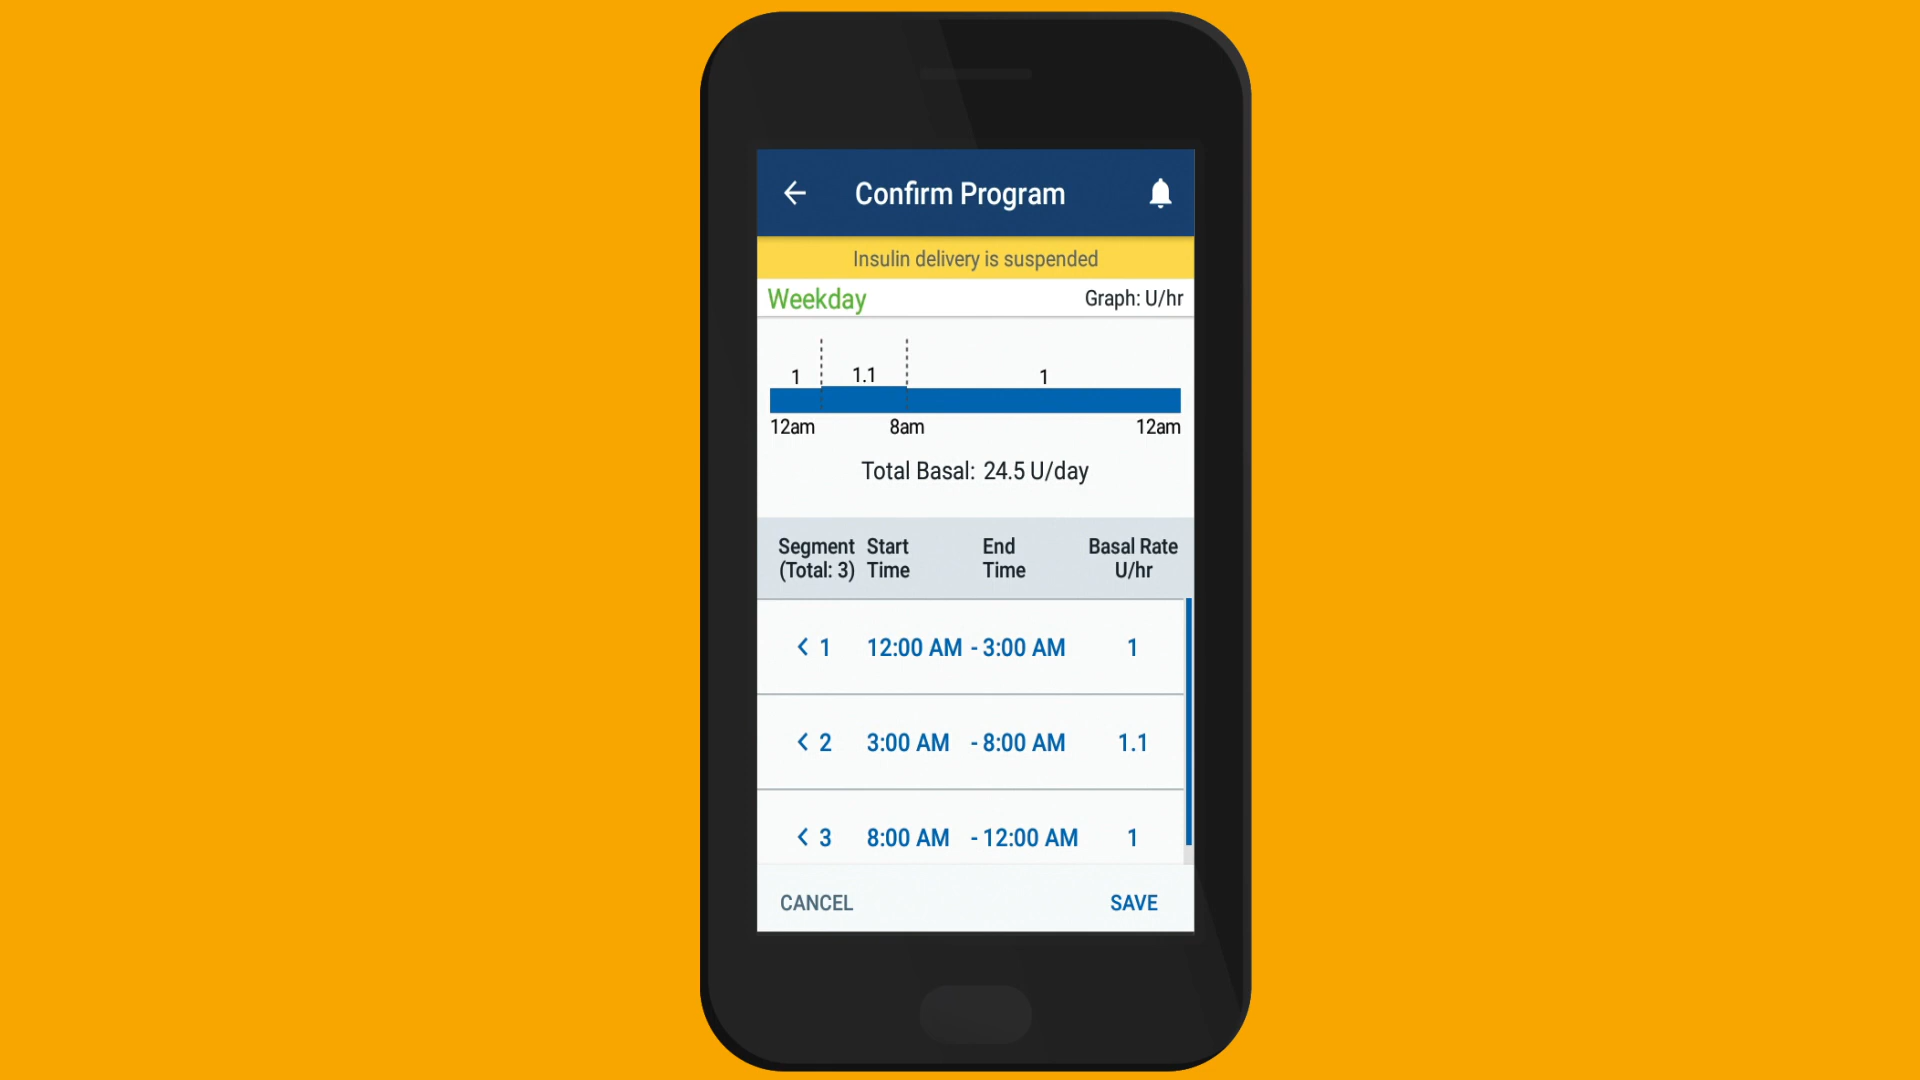 Confirm Program
Insulin delivery is suspended
Weekday Graph: U/hr
1 1.1 1
12am 8am 12am
Total Basal: 24.5 U/day
Segment Start End Basal Rate
(Total: 3) Time Time U/hr
< 1 12:00 AM - 3:00 AM 1
< 2 3:00 AM - 8:00 AM 1.1
< 3 8:00 AM - 12:00 AM 1
CANCEL SAVE